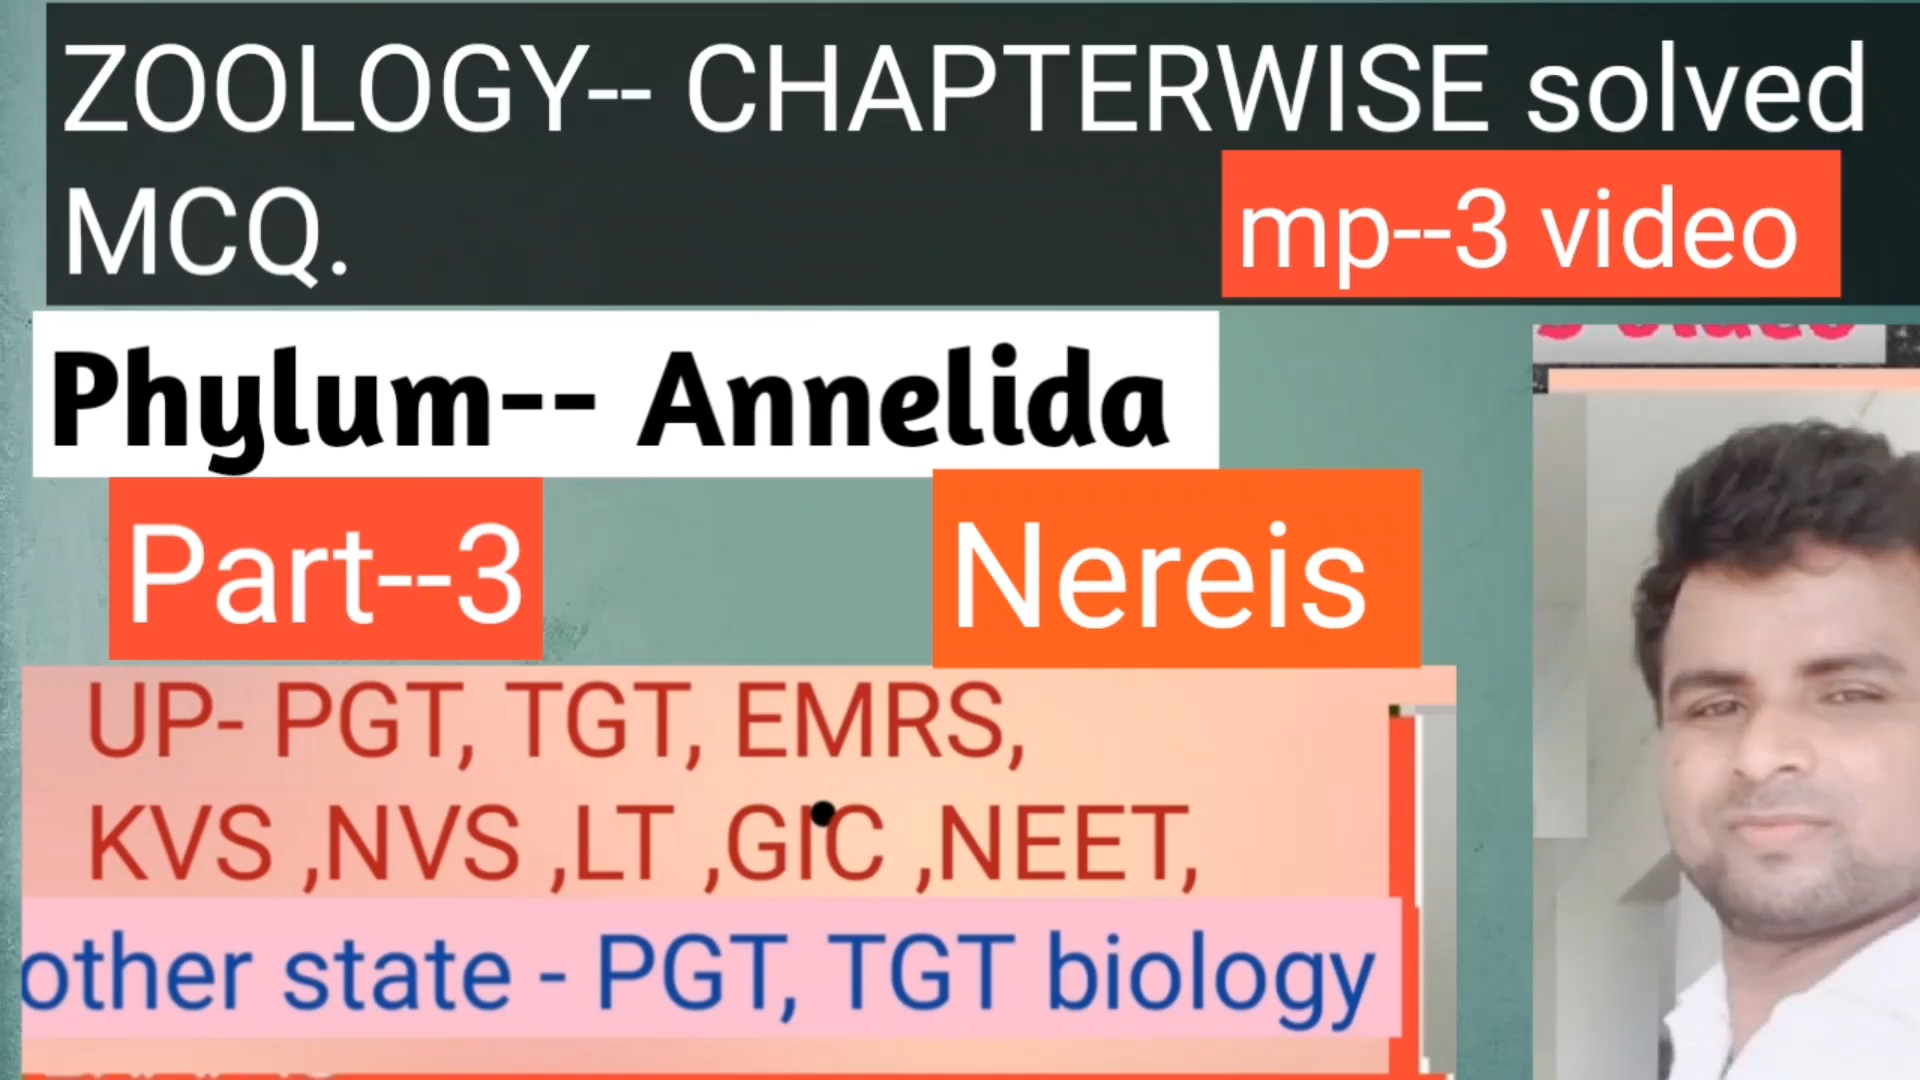 ZOOLOGY-- CHAPTERWISE solved
MCQ.
mp--3 video
Phylum-- Annelida
Part--3
Nereis
UP- PGT, TGT, EMRS,
KVS ,NVS ,LT ,GIC ,NEET,
other state - PGT, TGT biology